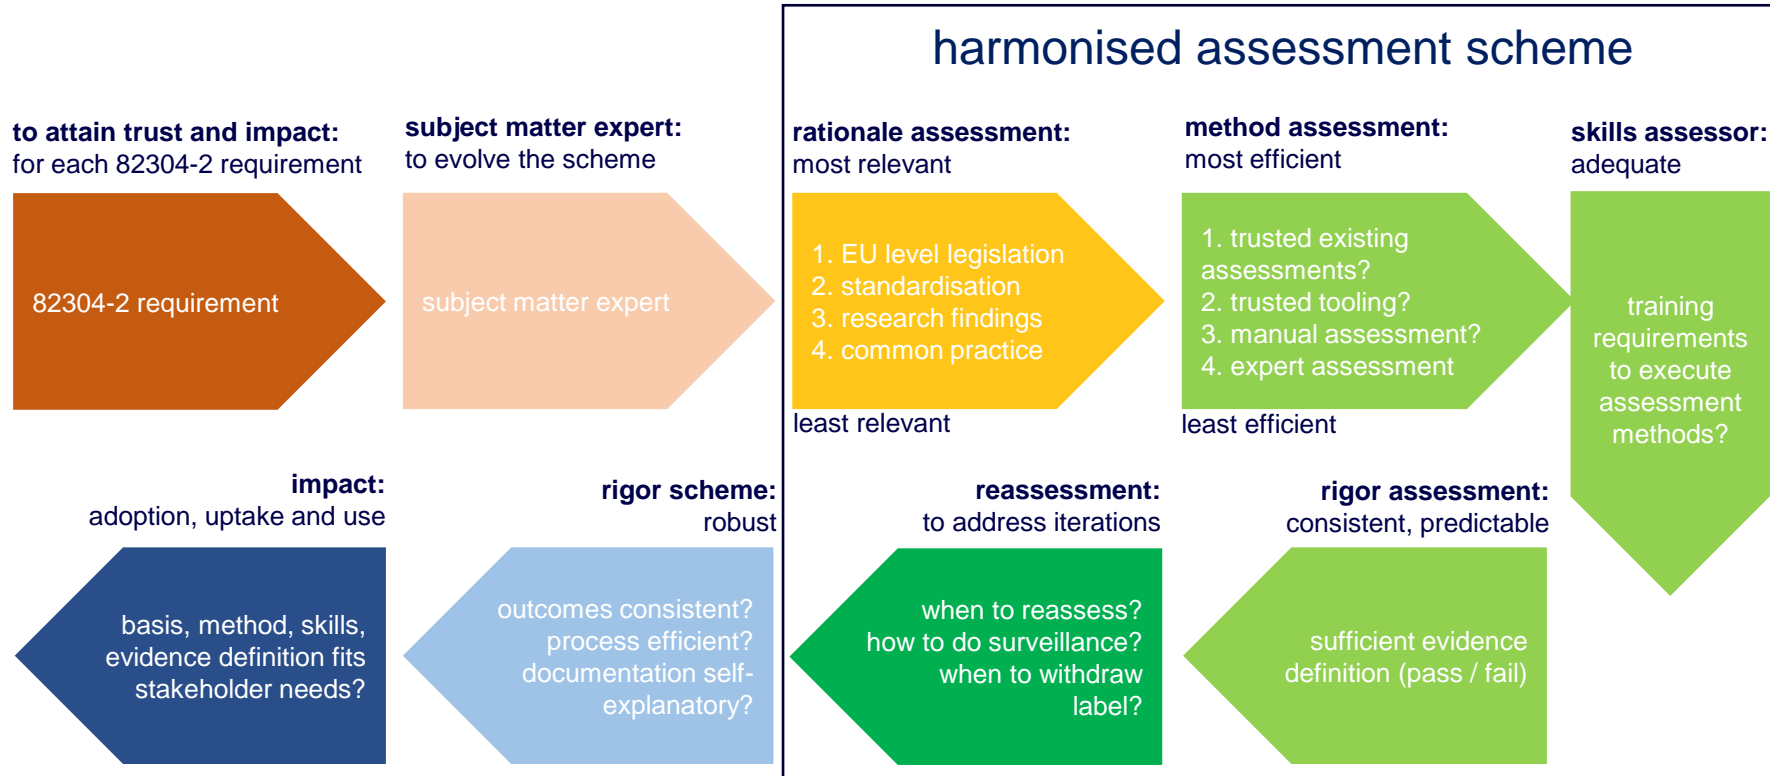 harmonised assessment scheme
to attain trust and impact:
for each 82304-2 requirement
82304-2 requirement
subject matter expert:
to evolve the scheme
subject matter expert
rationale assessment:
most relevant
1. EU level legislation
2. standardisation
3. research findings
4. common practice
least relevant
method assessment:
most efficient
1. trusted existing
assessments?
2. trusted tooling?
3. manual assessment?
4. expert assessment
least efficient
skills assessor:
adequate
training
requirements
to execute
assessment
methods?
rigor assessment:
consistent, predictable
sufficient evidence
definition (pass / fail)
reassessment:
to address iterations
when to reassess?
how to do surveillance?
when to withdraw
label?
rigor scheme:
robust
outcomes consistent?
process efficient?
documentation self-
explanatory?
impact:
adoption, uptake and use
basis, method, skills,
evidence definition fits
stakeholder needs?